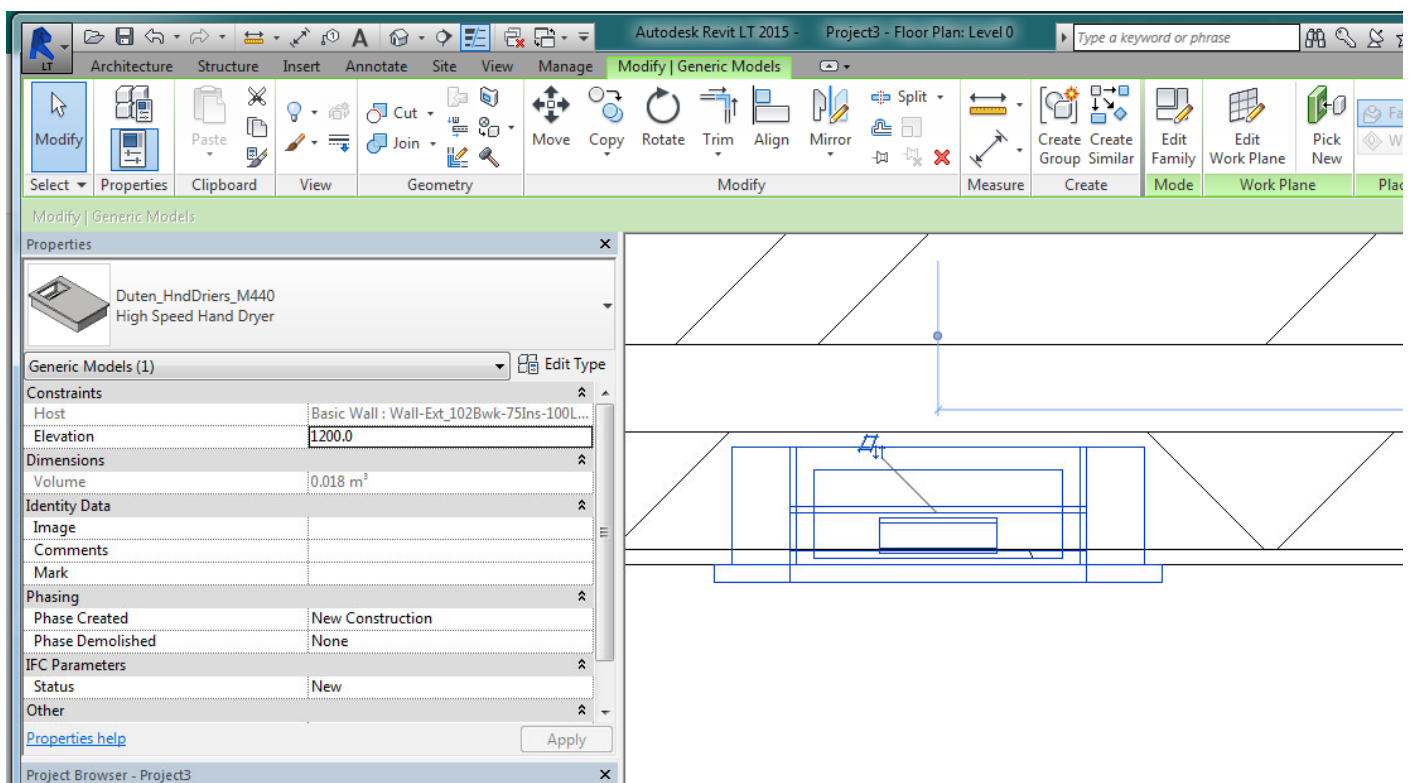 Autodesk Revit LT 2015 - Project3 - Floor Plan: Level 0
Type a keyword or phrase
LT
Architecture Structure Insert Annotate Site View Manage Modify | Generic Models
Modify
Paste
Cut
Join
Move Copy Rotate Trim Align Mirror
Split
Create Group
Create Similar
Edit Family
Edit Work Plane
Pick New
Select Properties Clipboard View Geometry Modify Measure Create Mode Work Plane
Modify | Generic Models
Properties
Duten_HndDriers_M440
High Speed Hand Dryer
Generic Models (1) Edit Type
Constraints
Host Basic Wall : Wall-Ext_102Bwk-75Ins-100L...
Elevation 1200.0
Dimensions
Volume 0.018 m³
Identity Data
Image
Comments
Mark
Phasing
Phase Created New Construction
Phase Demolished None
IFC Parameters
Status New
Other
Properties help Apply
Project Browser - Project3